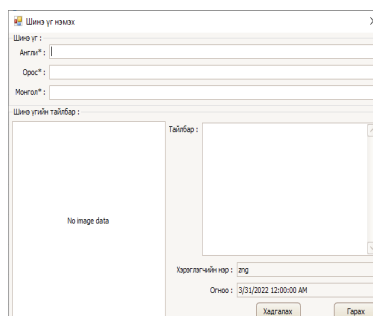 Шинэ үг нэмэх
Шинэ үг :
Англи* :
Орос* :
Монгол* :
Шинэ үгийн тайлбар :
Тайлбар :
No image data
Хэрэглэгчийн нэр : zng
Огноо : 3/31/2022 12:00:00 AM
Хадгалах Гарах